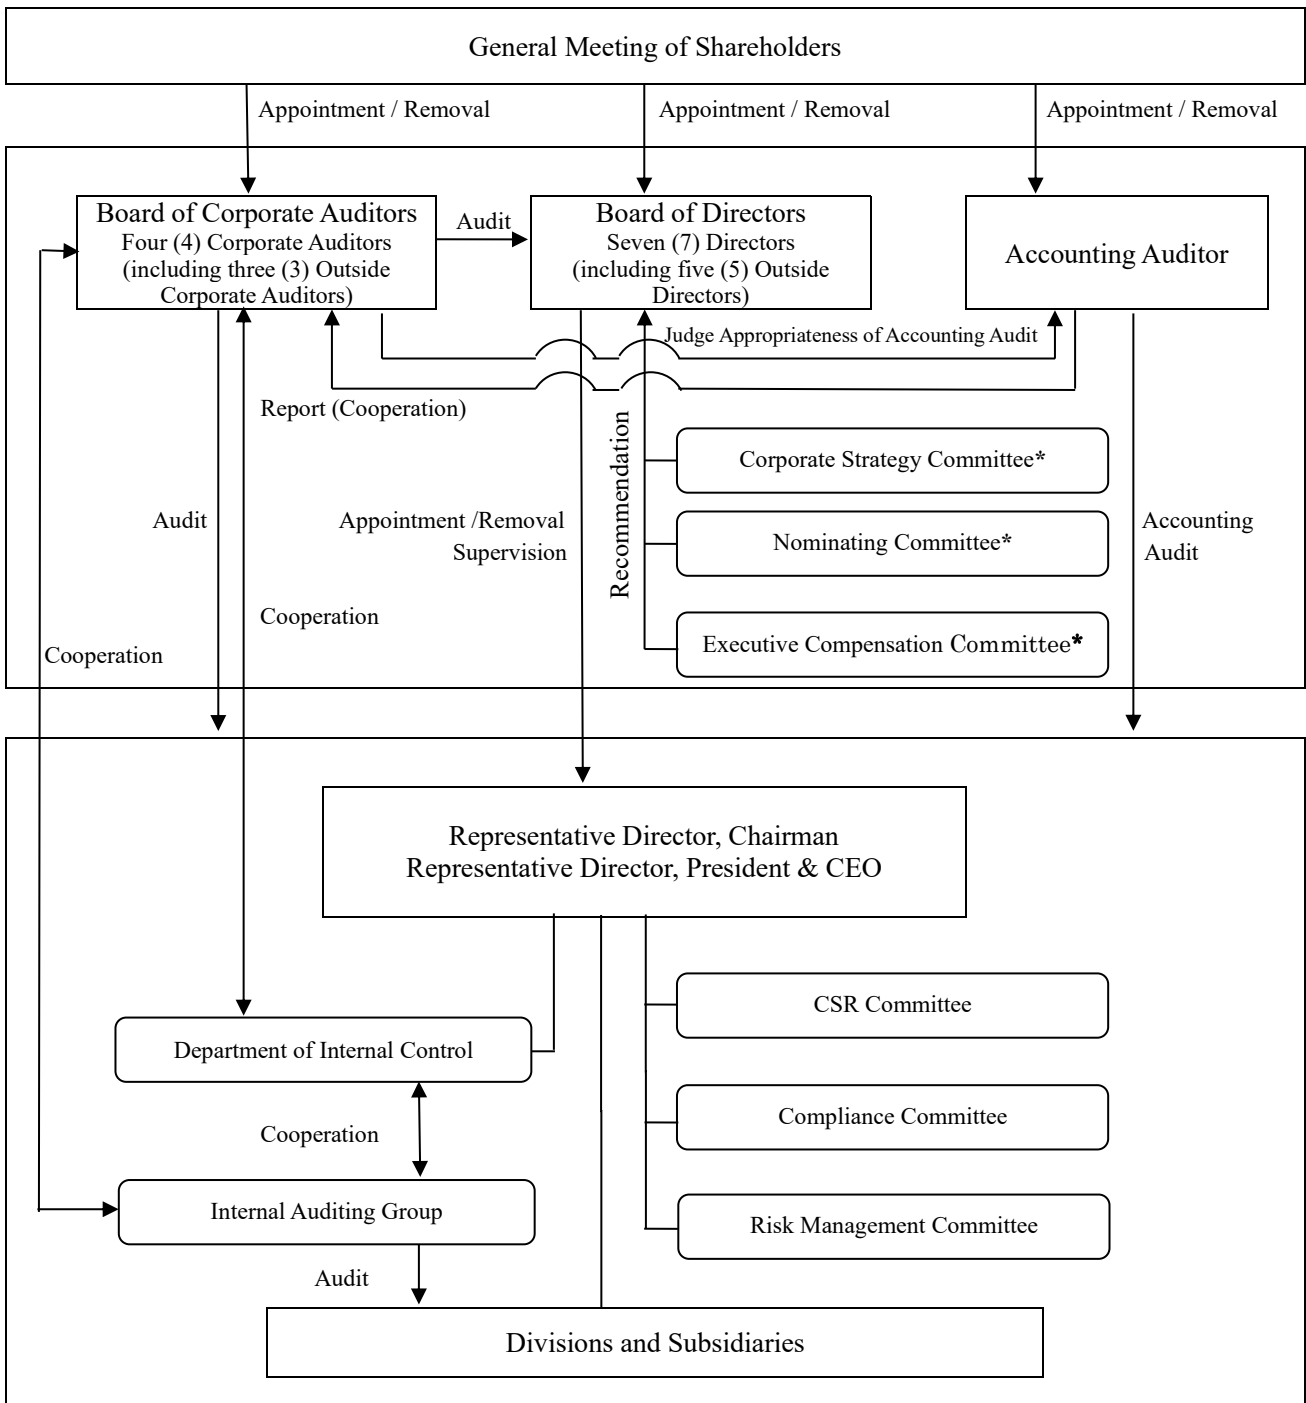 General Meeting of Shareholders
Appointment / Removal
Appointment / Removal
Appointment / Removal
Board of Corporate Auditors
Four (4) Corporate Auditors
(including three (3) Outside
Corporate Auditors)
Audit
Board of Directors
Seven (7) Directors
(including five (5) Outside
Directors)
Accounting Auditor
Judge Appropriateness of Accounting Audit
Report (Cooperation)
Recommendation
Corporate Strategy Committee*
Nominating Committee*
Executive Compensation Committee*
Audit
Appointment /Removal
Supervision
Accounting
Audit
Cooperation
Cooperation
Representative Director, Chairman
Representative Director, President & CEO
CSR Committee
Department of Internal Control
Compliance Committee
Cooperation
Internal Auditing Group
Risk Management Committee
Audit
Divisions and Subsidiaries